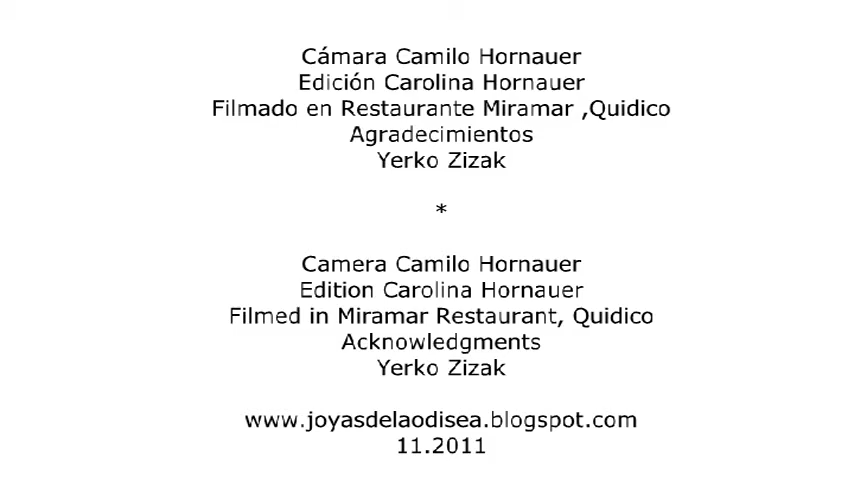 Cámara Camilo Hornauer
Edición Carolina Hornauer
Filmado en Restaurante Miramar ,Quidico
Agradecimientos
Yerko Zizak
*
Camera Camilo Hornauer
Edition Carolina Hornauer
Filmed in Miramar Restaurant, Quidico
Acknowledgments
Yerko Zizak
www.joyasdelaodisea.blogspot.com
11.2011